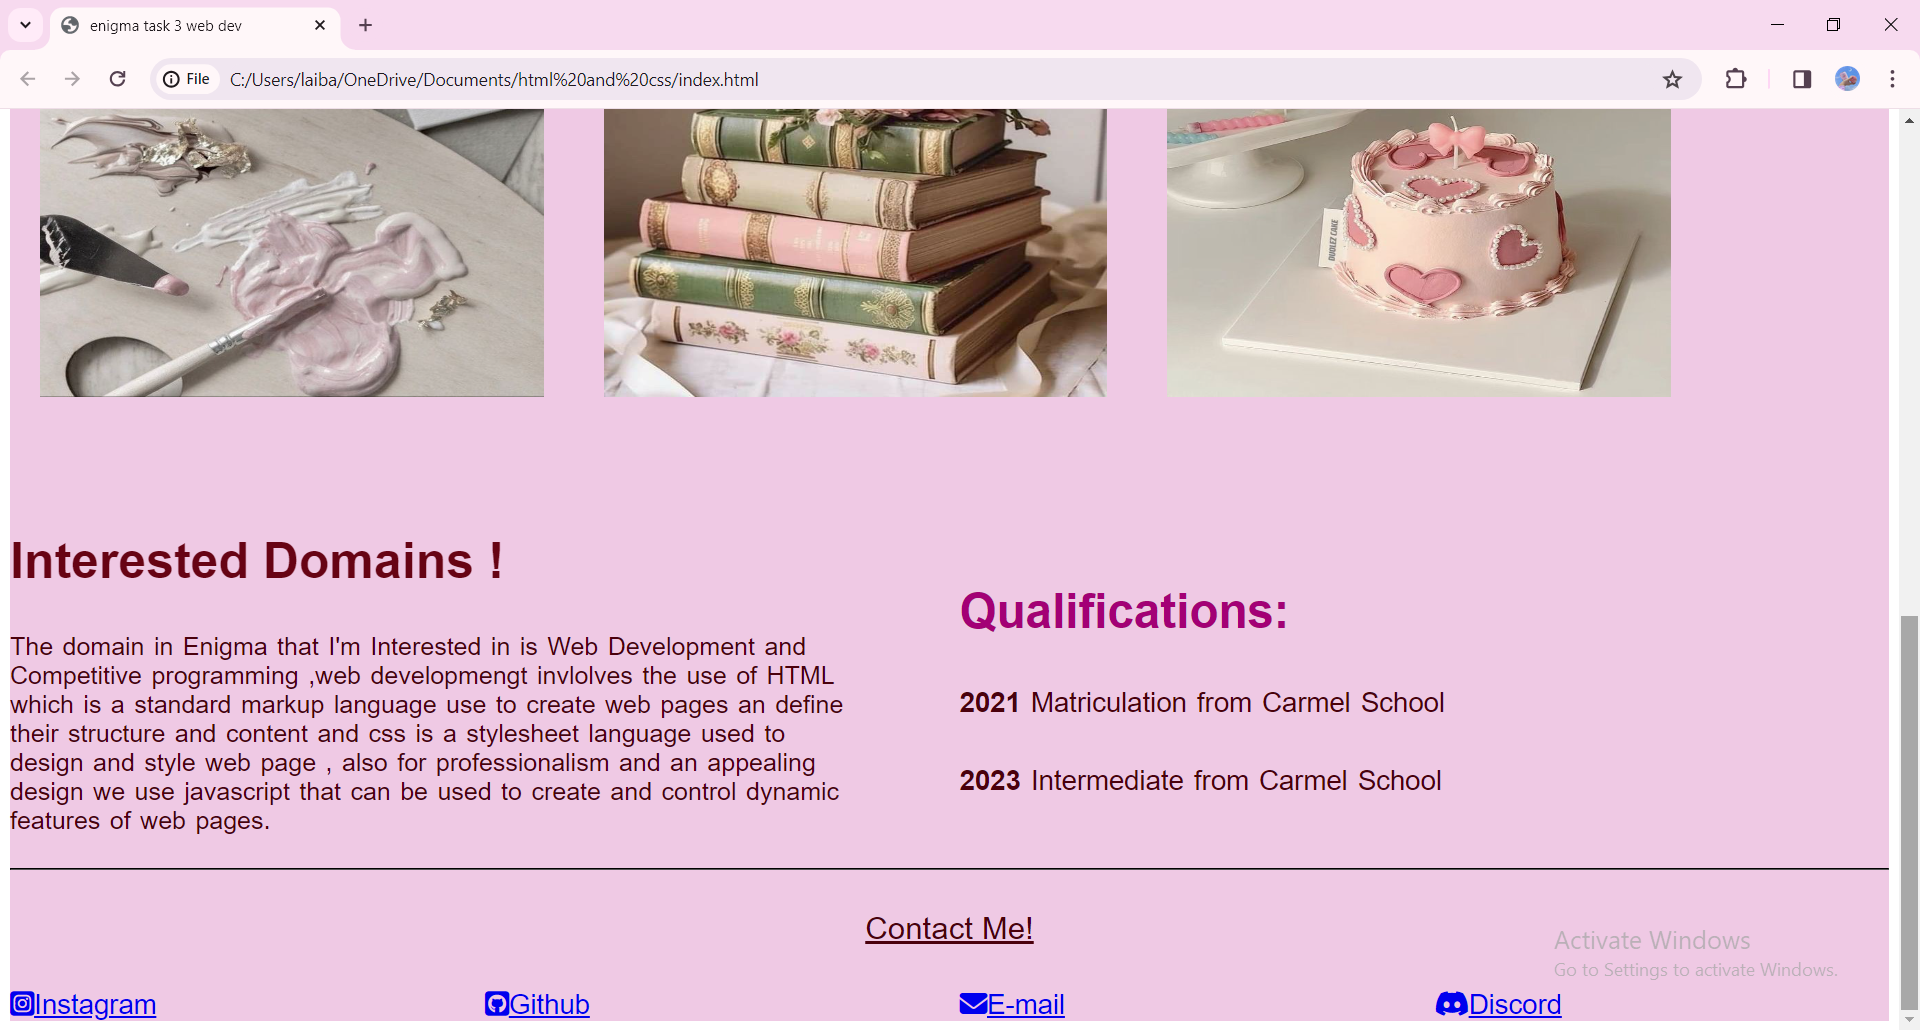 enigma task 3 web dev
File C:/Users/laiba/OneDrive/Documents/html%20and%20css/index.html
DUDLEZ CAKE
Interested Domains !
The domain in Enigma that I'm Interested in is Web Development and
Competitive programming ,web developmengt invlolves the use of HTML
which is a standard markup language use to create web pages an define
their structure and content and css is a stylesheet language used to
design and style web page , also for professionalism and an appealing
design we use javascript that can be used to create and control dynamic
features of web pages.
Qualifications:
2021 Matriculation from Carmel School
2023 Intermediate from Carmel School
Contact Me!
Activate Windows
Go to Settings to activate Windows.
Instagram Github E-mail Discord